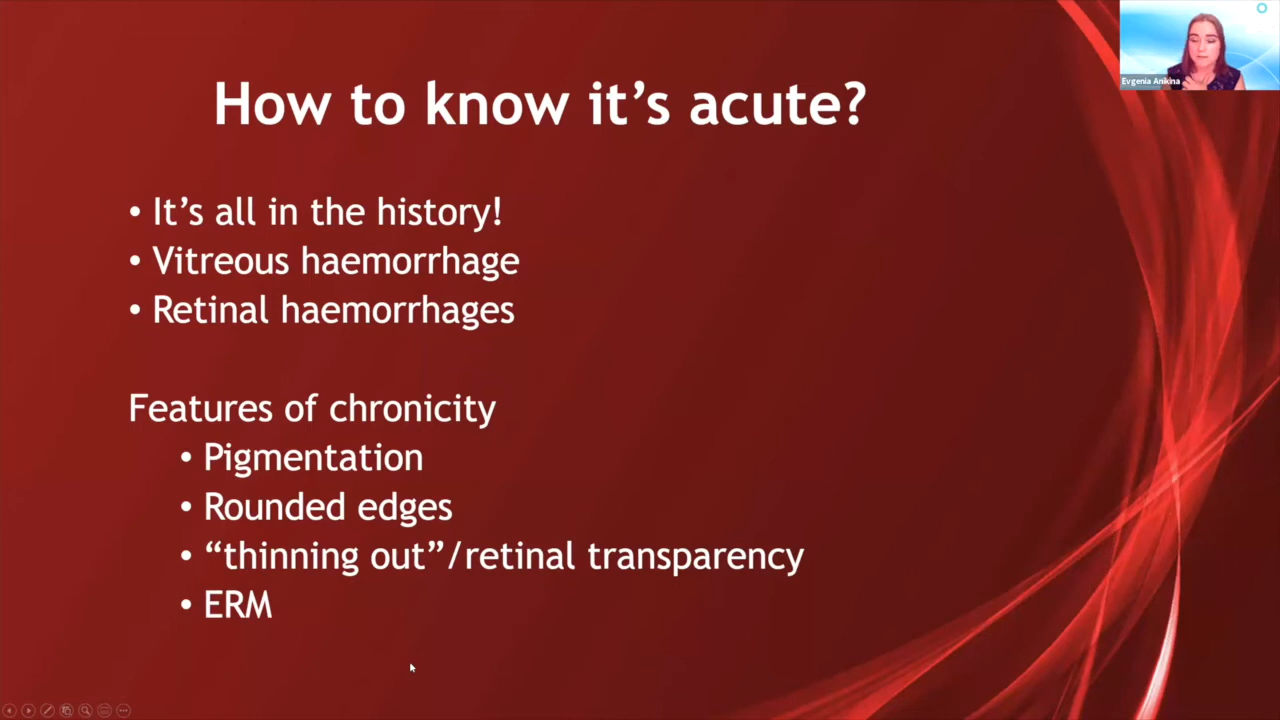 Evgenia Anikina
How to know it’s acute?
• It’s all in the history!
• Vitreous haemorrhage
• Retinal haemorrhages
Features of chronicity
• Pigmentation
• Rounded edges
• “thinning out”/retinal transparency
• ERM